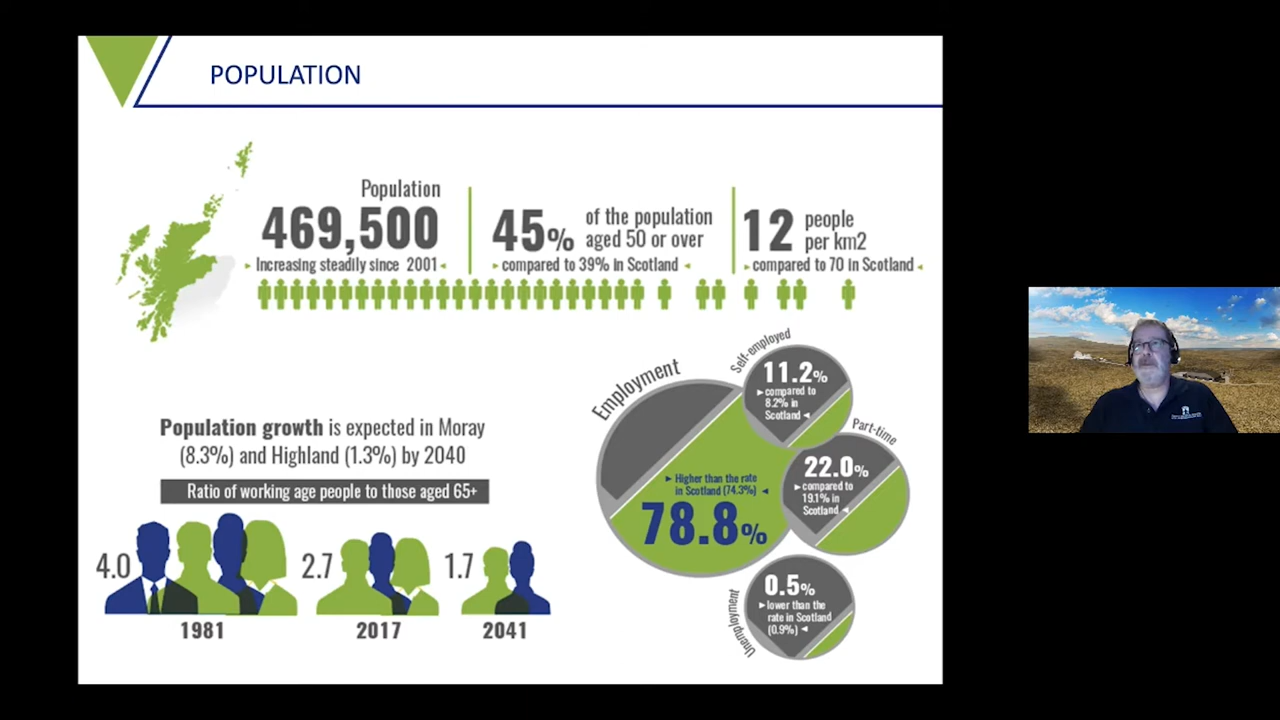 POPULATION
Population
469,500
Increasing steadily since 2001
45%
of the population
aged 50 or over
compared to 39% in Scotland
12
people
per km2
compared to 70 in Scotland
Population growth is expected in Moray
(8.3%) and Highland (1.3%) by 2040
Ratio of working age people to those aged 65+
4.0
1981
2.7
2017
1.7
2041
Employment
Higher than the rate
in Scotland (74.3%)
78.8%
Self-employed
11.2%
compared to
8.2% in
Scotland
Part-time
22.0%
compared to
19.1% in
Scotland
Unemployment
0.5%
lower than the
rate in Scotland
(0.9%)